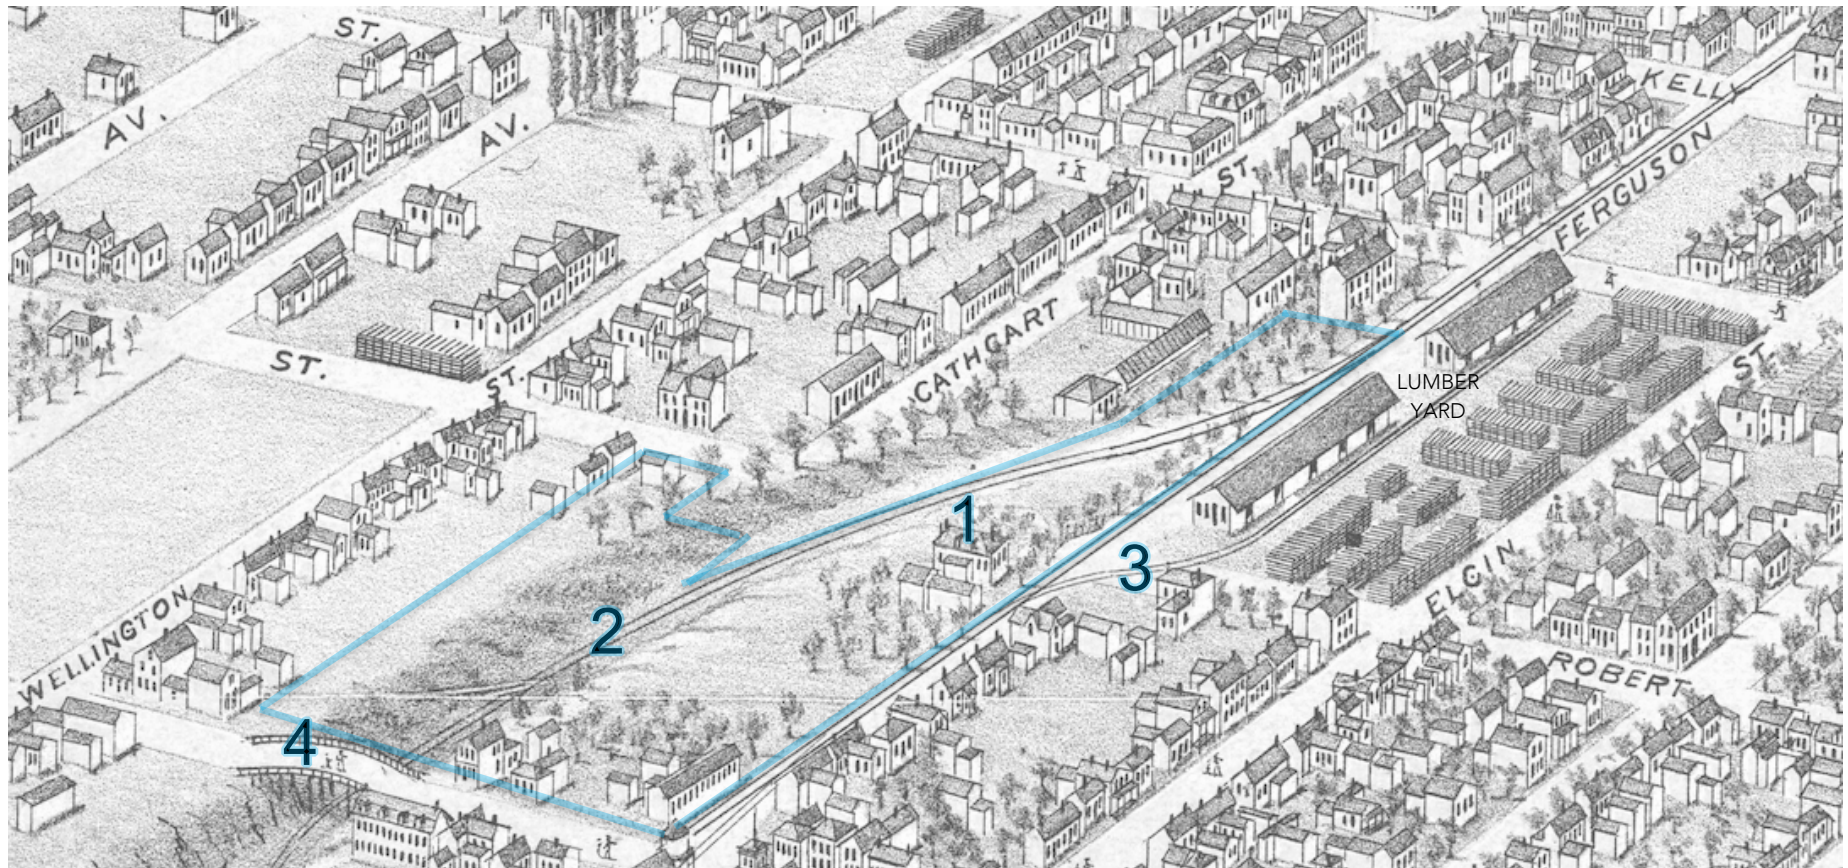 ST.
AV.
AV.
KELLY
FERGUSON
ST.
ST.
ST.
CATHCART
LUMBER
YARD
ST.
1
3
ELGIN
2
WELLINGTON
ROBERT
4